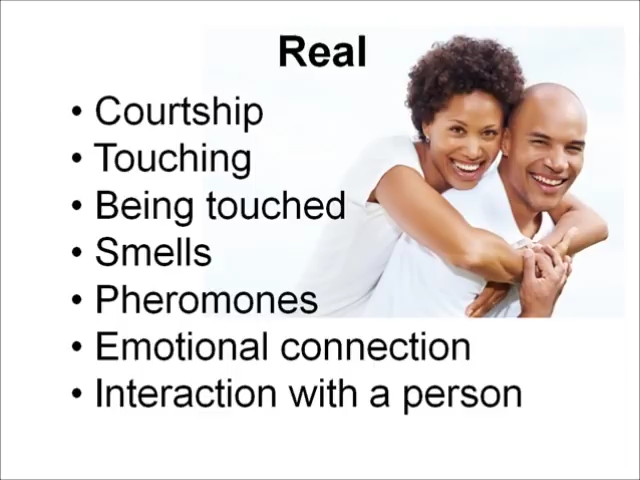 Real
• Courtship
• Touching
• Being touched
• Smells
• Pheromones
• Emotional connection
• Interaction with a person